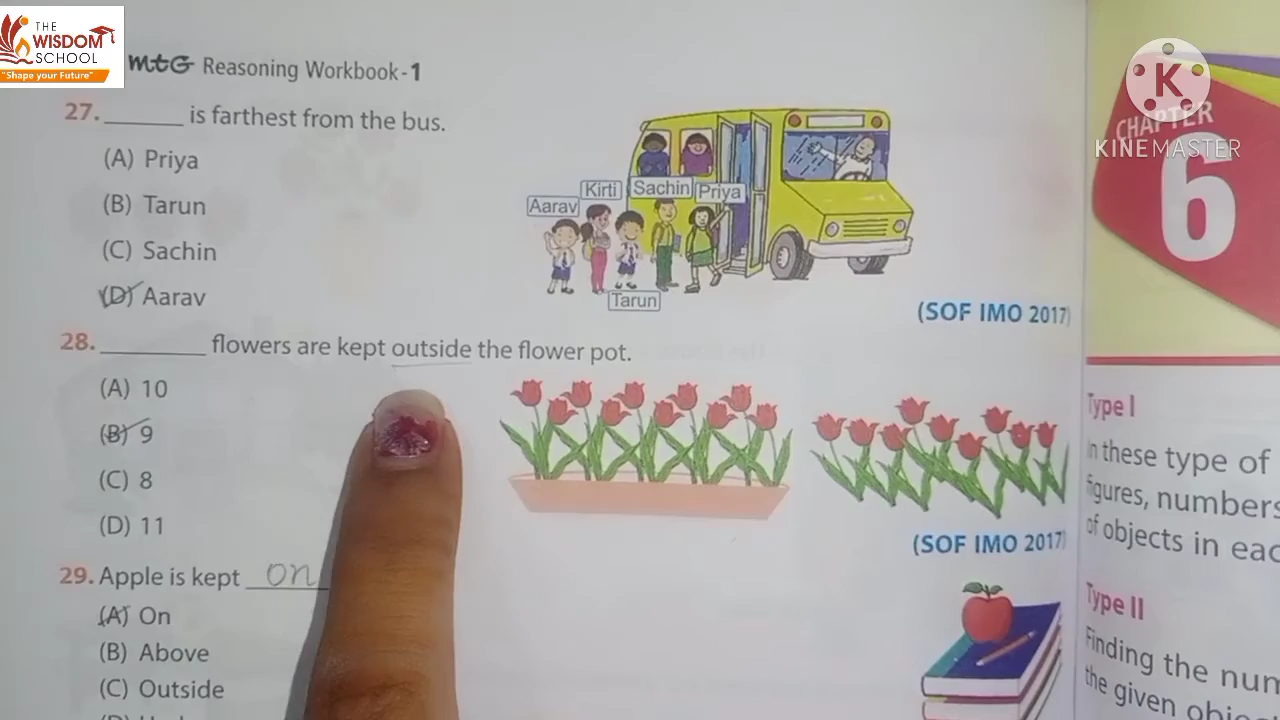 THE
WISDOM
SCHOOL
"Shape your Future"
mtG Reasoning Workbook-1
27. ______ is farthest from the bus.
(A) Priya
(B) Tarun
(C) Sachin
(D) Aarav
Aarav
Kirti
Sachin
Priya
Tarun
(SOF IMO 2017)
28. ______ flowers are kept outside the flower pot.
(A) 10
(B) 9
(C) 8
(D) 11
(SOF IMO 2017)
29. Apple is kept on
(A) On
(B) Above
(C) Outside
K
KINEMASTER
CHAPTER
6
Type I
In these type of
figures, numbers
of objects in eac
Type II
Finding the num
the given obje